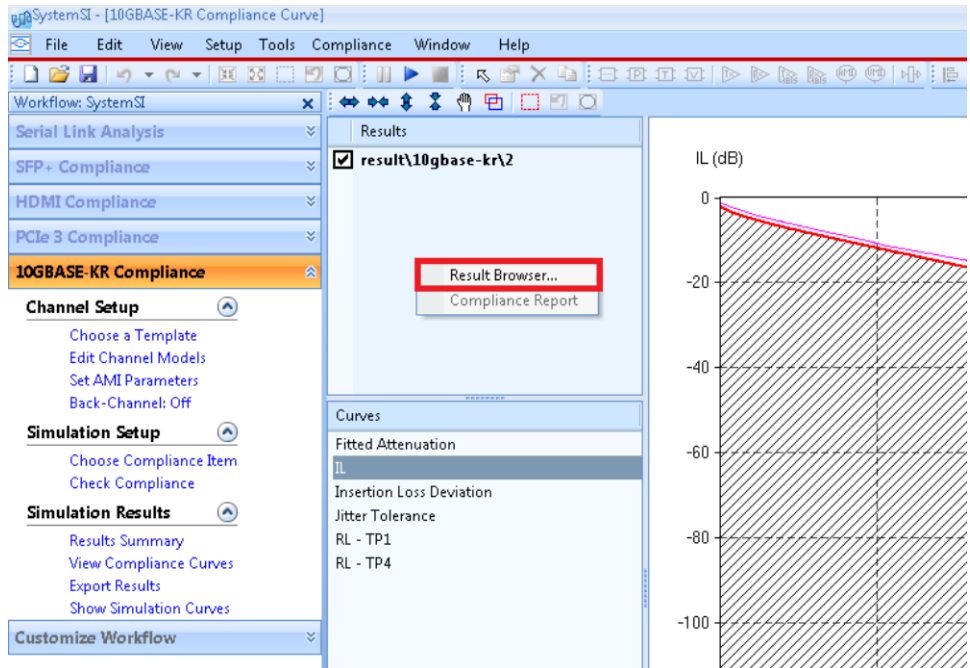 SystemSI - [10GBASE-KR Compliance Curve]
File Edit View Setup Tools Compliance Window Help
Workflow: SystemSI
Serial Link Analysis
SFP+ Compliance
HDMI Compliance
PCIe 3 Compliance
10GBASE-KR Compliance
Channel Setup
Choose a Template
Edit Channel Models
Set AMI Parameters
Back-Channel: Off
Simulation Setup
Choose Compliance Item
Check Compliance
Simulation Results
Results Summary
View Compliance Curves
Export Results
Show Simulation Curves
Customize Workflow
Results
result\10gbase-kr\2
Result Browser...
Compliance Report
Curves
Fitted Attenuation
IL
Insertion Loss Deviation
Jitter Tolerance
RL - TP1
RL - TP4
IL (dB)
0
-20
-40
-60
-80
-100